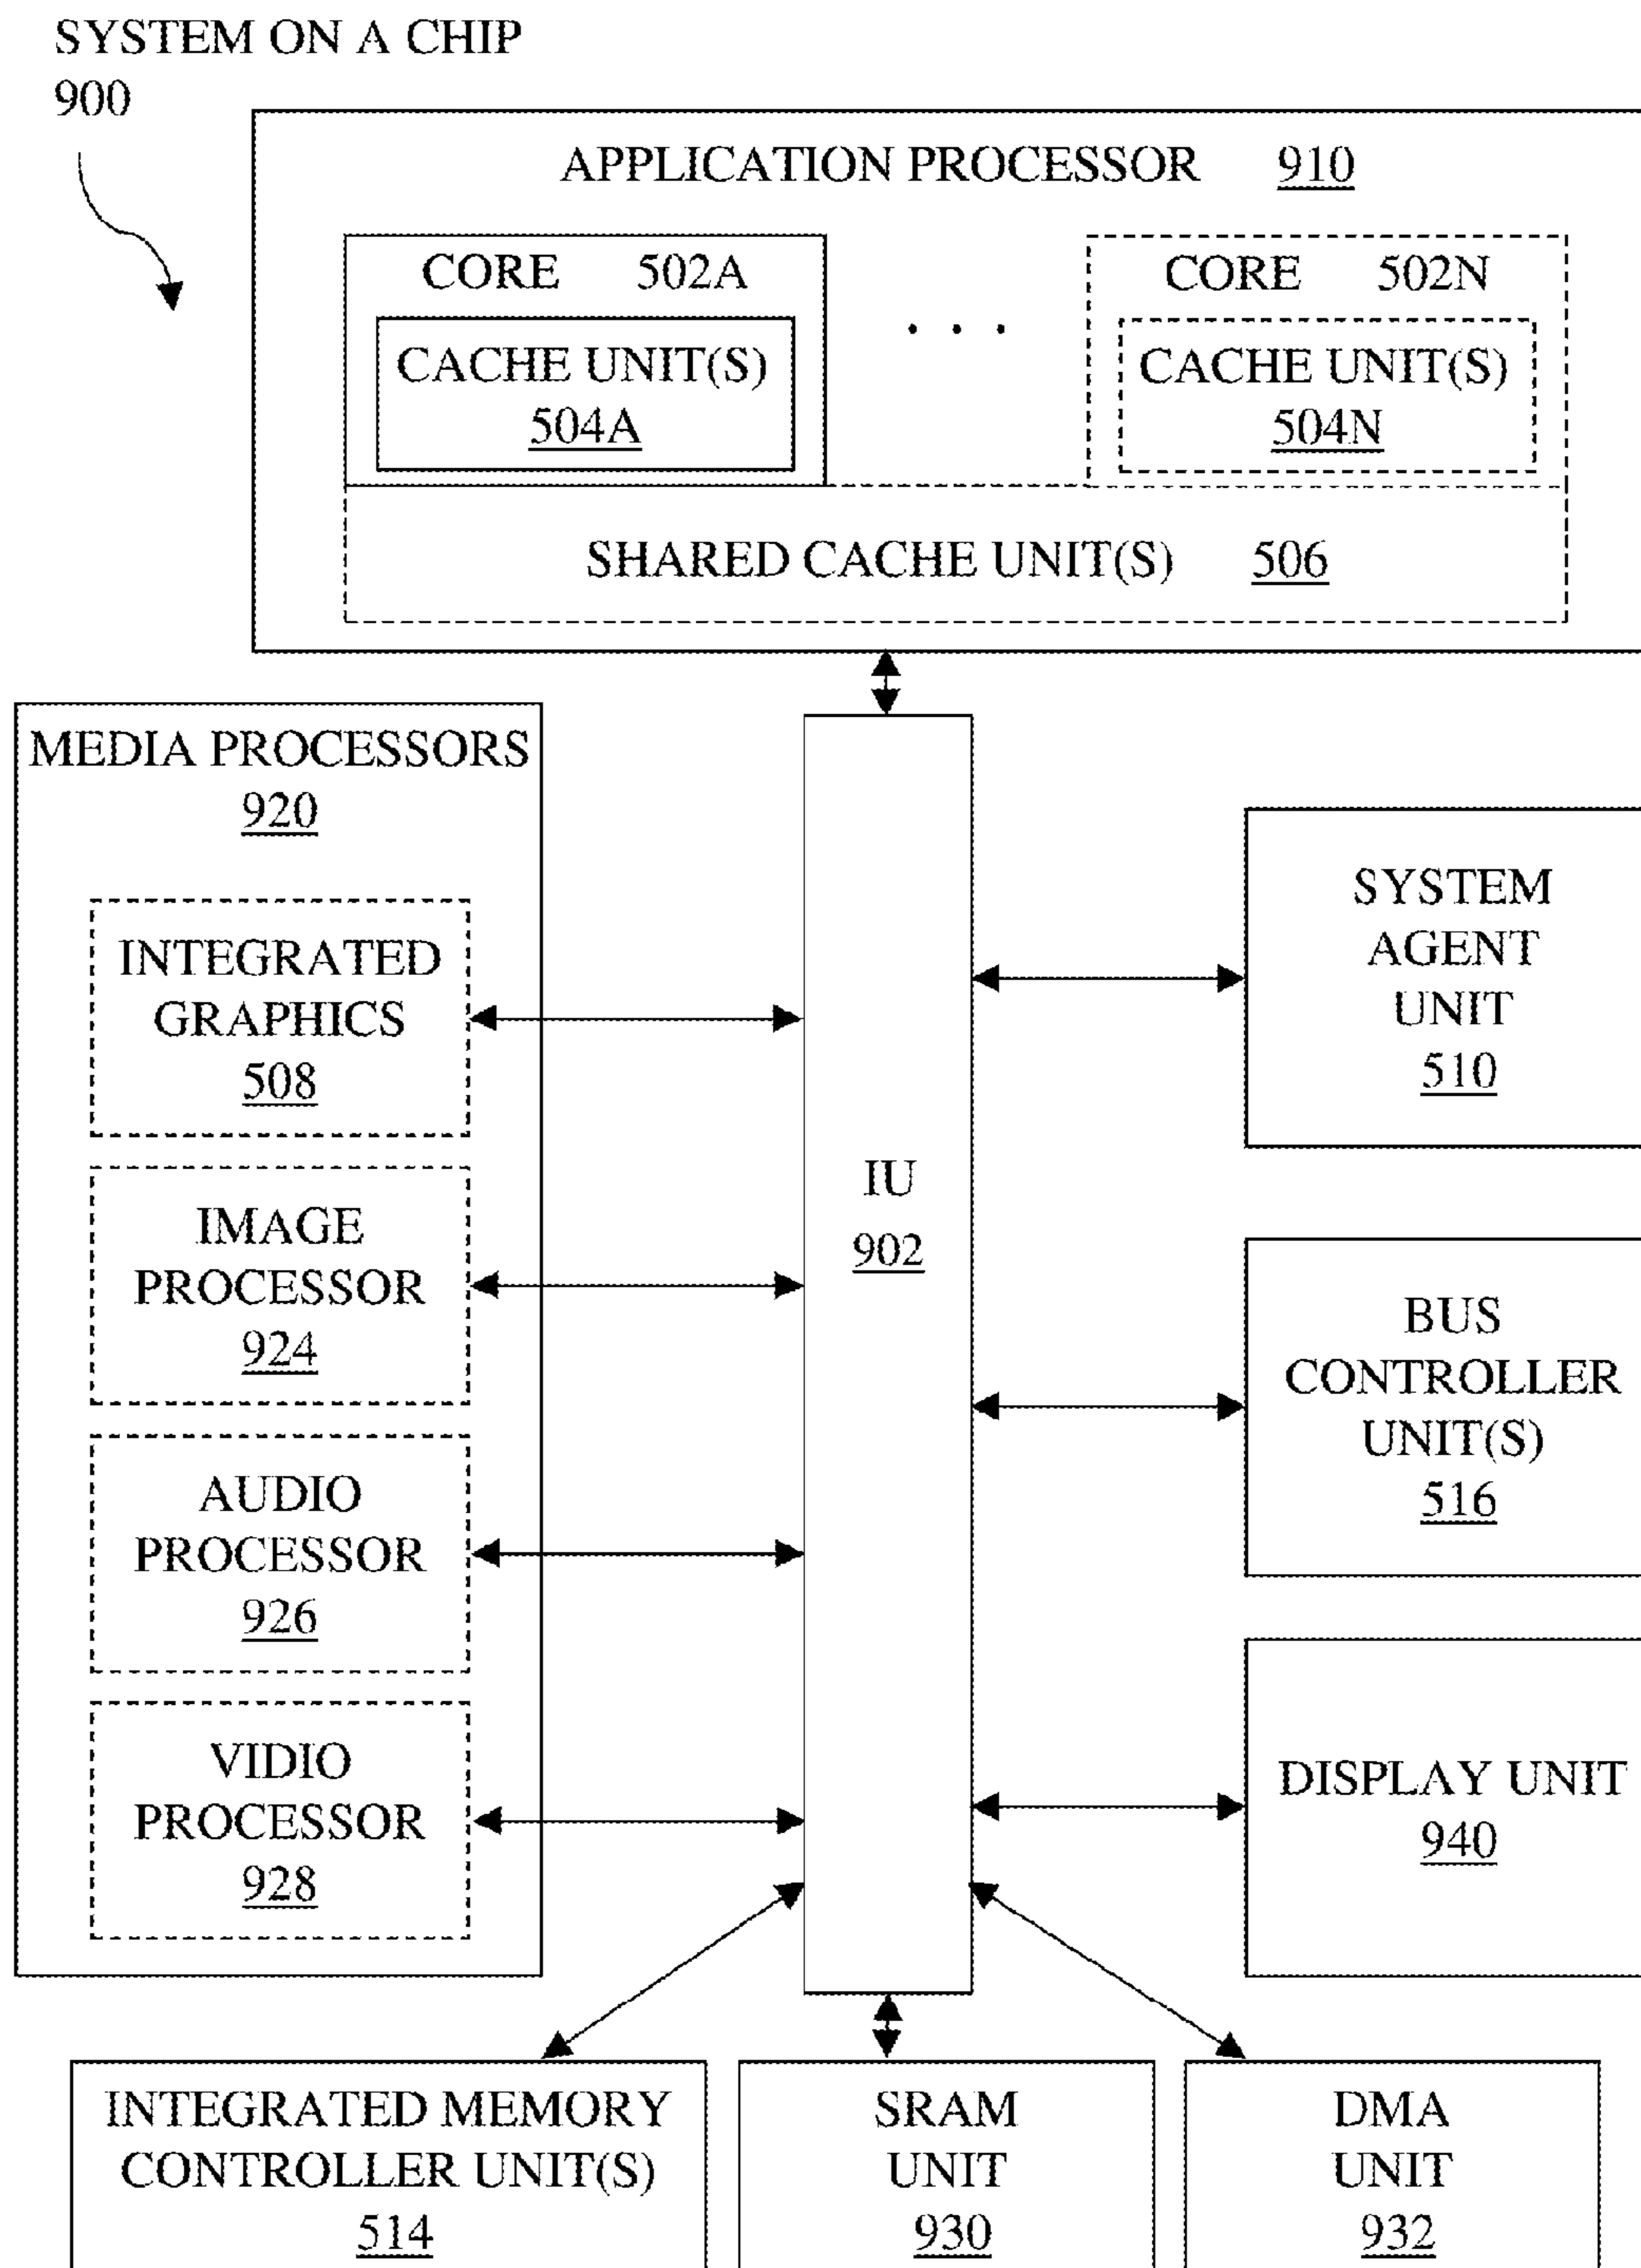 SYSTEM ON A CHIP
900
APPLICATION PROCESSOR 910
CORE 502A
CACHE UNIT(S)
504A
. . .
CORE 502N
CACHE UNIT(S)
504N
SHARED CACHE UNIT(S) 506
MEDIA PROCESSORS
920
INTEGRATED
GRAPHICS
508
IMAGE
PROCESSOR
924
AUDIO
PROCESSOR
926
VIDIO
PROCESSOR
928
IU
902
SYSTEM
AGENT
UNIT
510
BUS
CONTROLLER
UNIT(S)
516
DISPLAY UNIT
940
INTEGRATED MEMORY
CONTROLLER UNIT(S)
514
SRAM
UNIT
930
DMA
UNIT
932